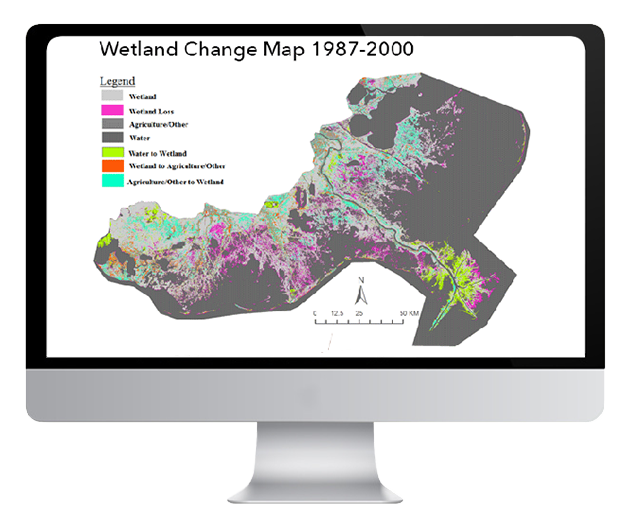 Wetland Change Map 1987-2000
Legend
Wetland
Wetland Loss
Agriculture/Other
Water
Water to Wetland
Wetland to Agriculture/Other
Agriculture/Other to Wetland
N
0 12.5 25 50 KM